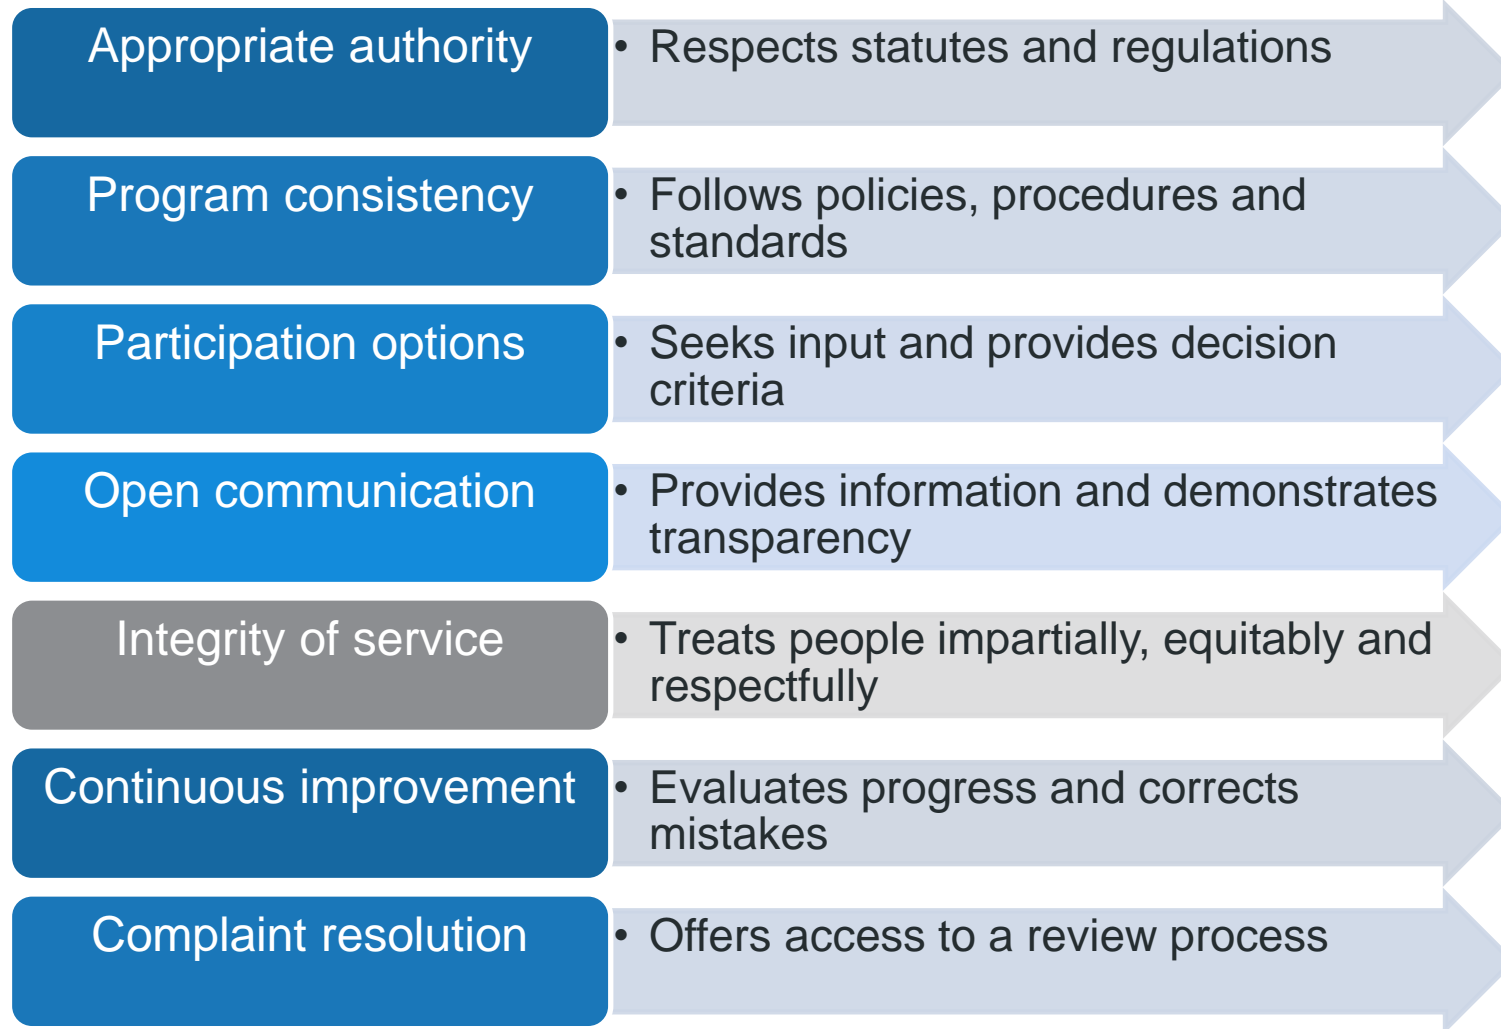 Appropriate authority
• Respects statutes and regulations
Program consistency
• Follows policies, procedures and
standards
Participation options
• Seeks input and provides decision
criteria
Open communication
• Provides information and demonstrates
transparency
Integrity of service
• Treats people impartially, equitably and
respectfully
Continuous improvement
• Evaluates progress and corrects
mistakes
Complaint resolution
• Offers access to a review process